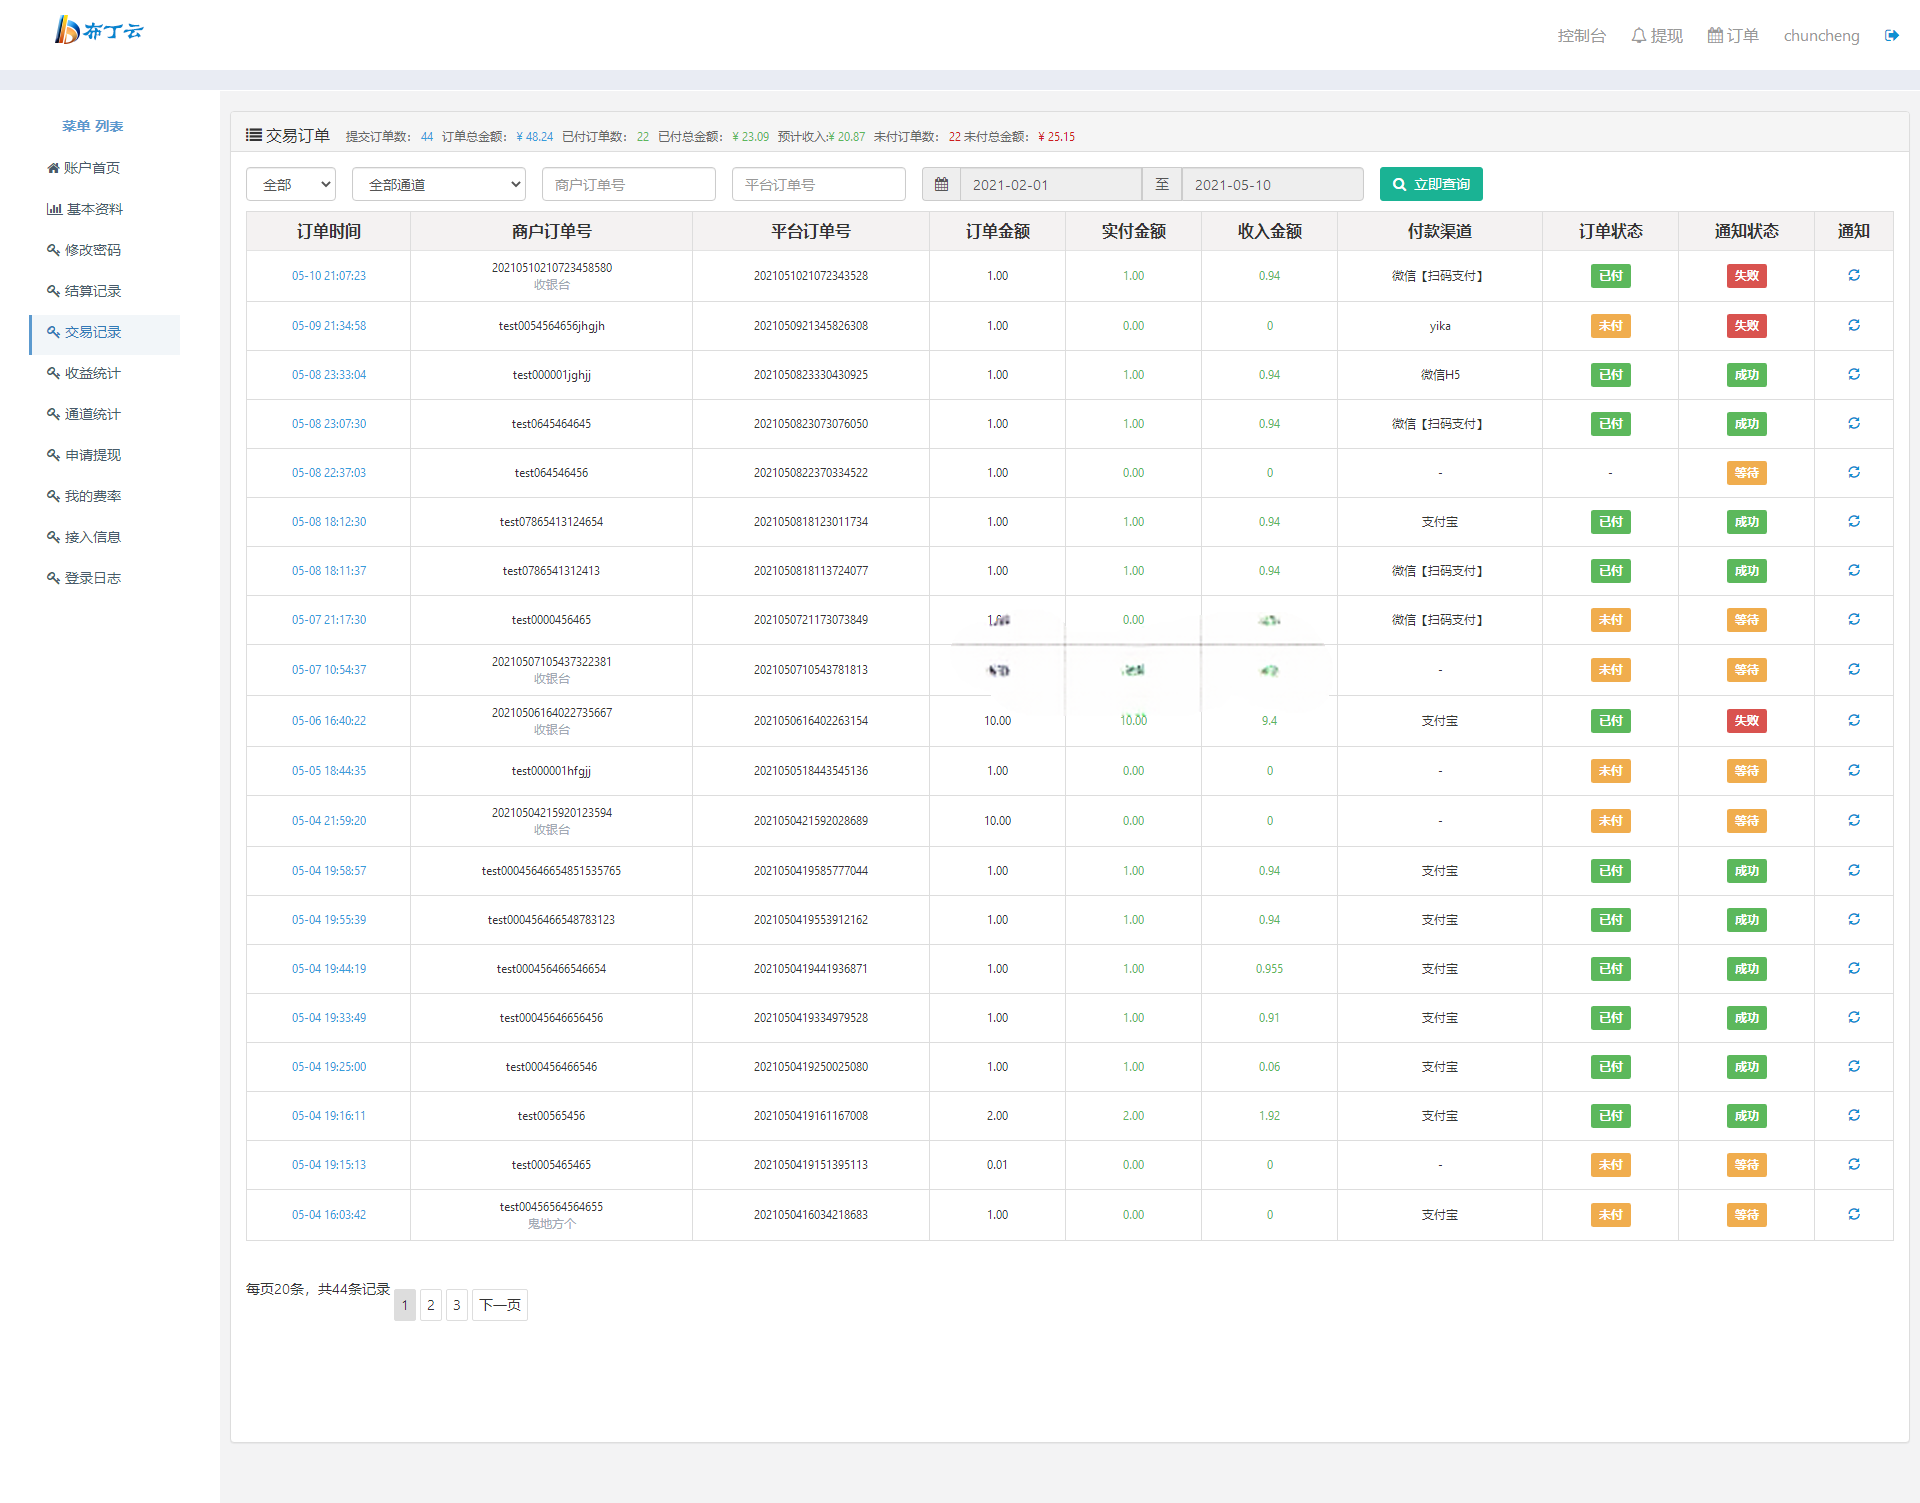 布丁云
控制台 提现 订单 chuncheng
菜单 列表
账户首页
基本资料
修改密码
结算记录
交易记录
收益统计
通道统计
申请提现
我的费率
接入信息
登录日志
交易订单 提交订单数： 44 订单总金额： ¥ 48.24 已付订单数： 22 已付总金额： ¥ 23.09 预计收入:¥ 20.87 未付订单数： 22 未付总金额： ¥ 25.15
全部 全部通道 商户订单号 平台订单号 2021-02-01 至 2021-05-10 立即查询
订单时间 商户订单号 平台订单号 订单金额 实付金额 收入金额 付款渠道 订单状态 通知状态 通知
05-10 21:07:23 20210510210723458580 2021051021072343528 1.00 1.00 0.94 微信【扫码支付】 已付 失败
收银台
05-09 21:34:58 test0054564656jhgjh 2021050921345826308 1.00 0.00 0 yika 未付 失败
05-08 23:33:04 test000001jghjj 2021050823330430925 1.00 1.00 0.94 微信H5 已付 成功
05-08 23:07:30 test0645464645 2021050823073076050 1.00 1.00 0.94 微信【扫码支付】 已付 成功
05-08 22:37:03 test064546456 2021050822370334522 1.00 0.00 0 - - 等待
05-08 18:12:30 test07865413124654 2021050818123011734 1.00 1.00 0.94 支付宝 已付 成功
05-08 18:11:37 test0786541312413 2021050818113724077 1.00 1.00 0.94 微信【扫码支付】 已付 成功
05-07 21:17:30 test0000456465 2021050721173073849 0.00 微信【扫码支付】 未付 等待
05-07 10:54:37 20210507105437322381 2021050710543781813 - 未付 等待
收银台
05-06 16:40:22 20210506164022735667 2021050616402263154 10.00 10.00 9.4 支付宝 已付 失败
收银台
05-05 18:44:35 test000001hfgjj 2021050518443545136 1.00 0.00 0 - 未付 等待
05-04 21:59:20 20210504215920123594 2021050421592028689 10.00 0.00 0 - 未付 等待
收银台
05-04 19:58:57 test00045646654851535765 2021050419585777044 1.00 1.00 0.94 支付宝 已付 成功
05-04 19:55:39 test000456466548783123 2021050419553912162 1.00 1.00 0.94 支付宝 已付 成功
05-04 19:44:19 test000456466546654 2021050419441936871 1.00 1.00 0.955 支付宝 已付 成功
05-04 19:33:49 test00045646656456 2021050419334979528 1.00 1.00 0.91 支付宝 已付 成功
05-04 19:25:00 test000456466546 2021050419250025080 1.00 1.00 0.06 支付宝 已付 成功
05-04 19:16:11 test00565456 2021050419161167008 2.00 2.00 1.92 支付宝 已付 成功
05-04 19:15:13 test0005465465 2021050419151395113 0.01 0.00 0 - 未付 等待
05-04 16:03:42 test00456564564655 2021050416034218683 1.00 0.00 0 支付宝 未付 等待
鬼地方个
每页20条，共44条记录 1 2 3 下一页